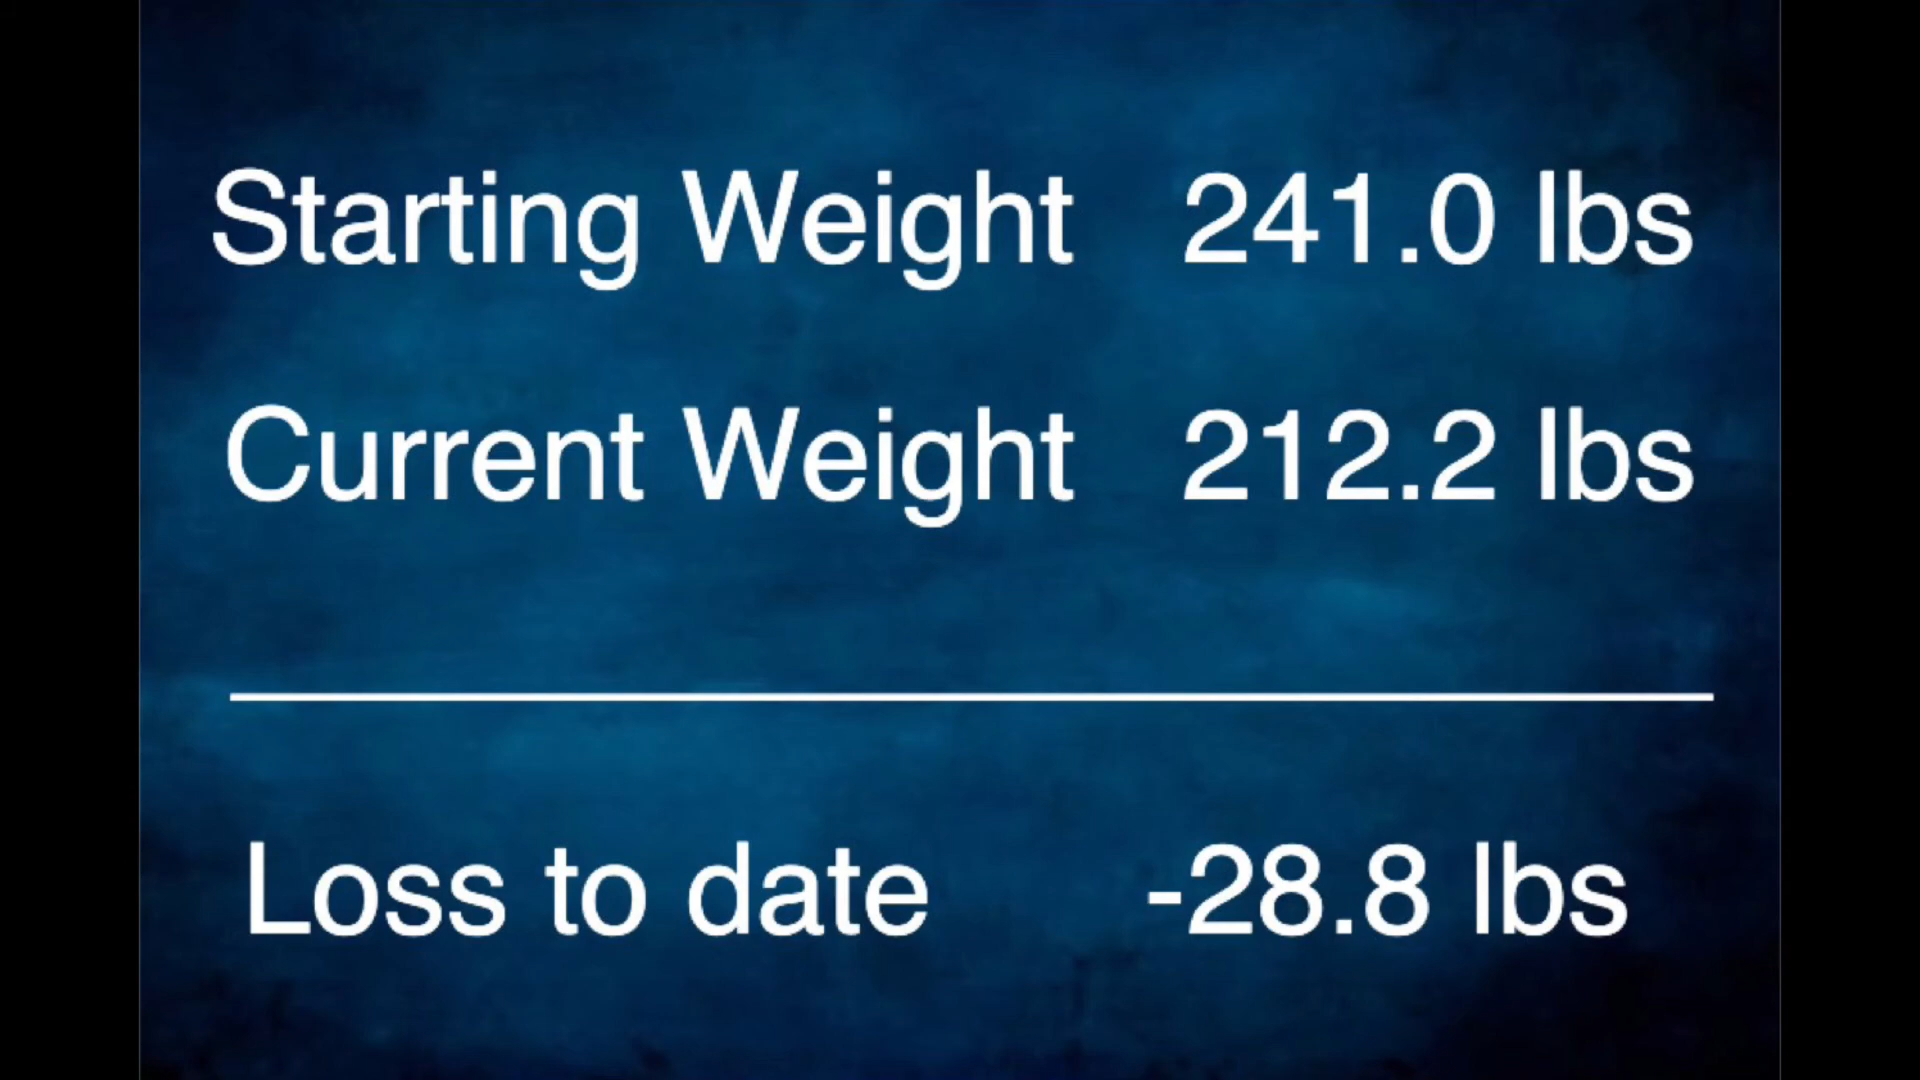 Starting Weight 241.0 lbs
Current Weight 212.2 lbs
Loss to date -28.8 lbs